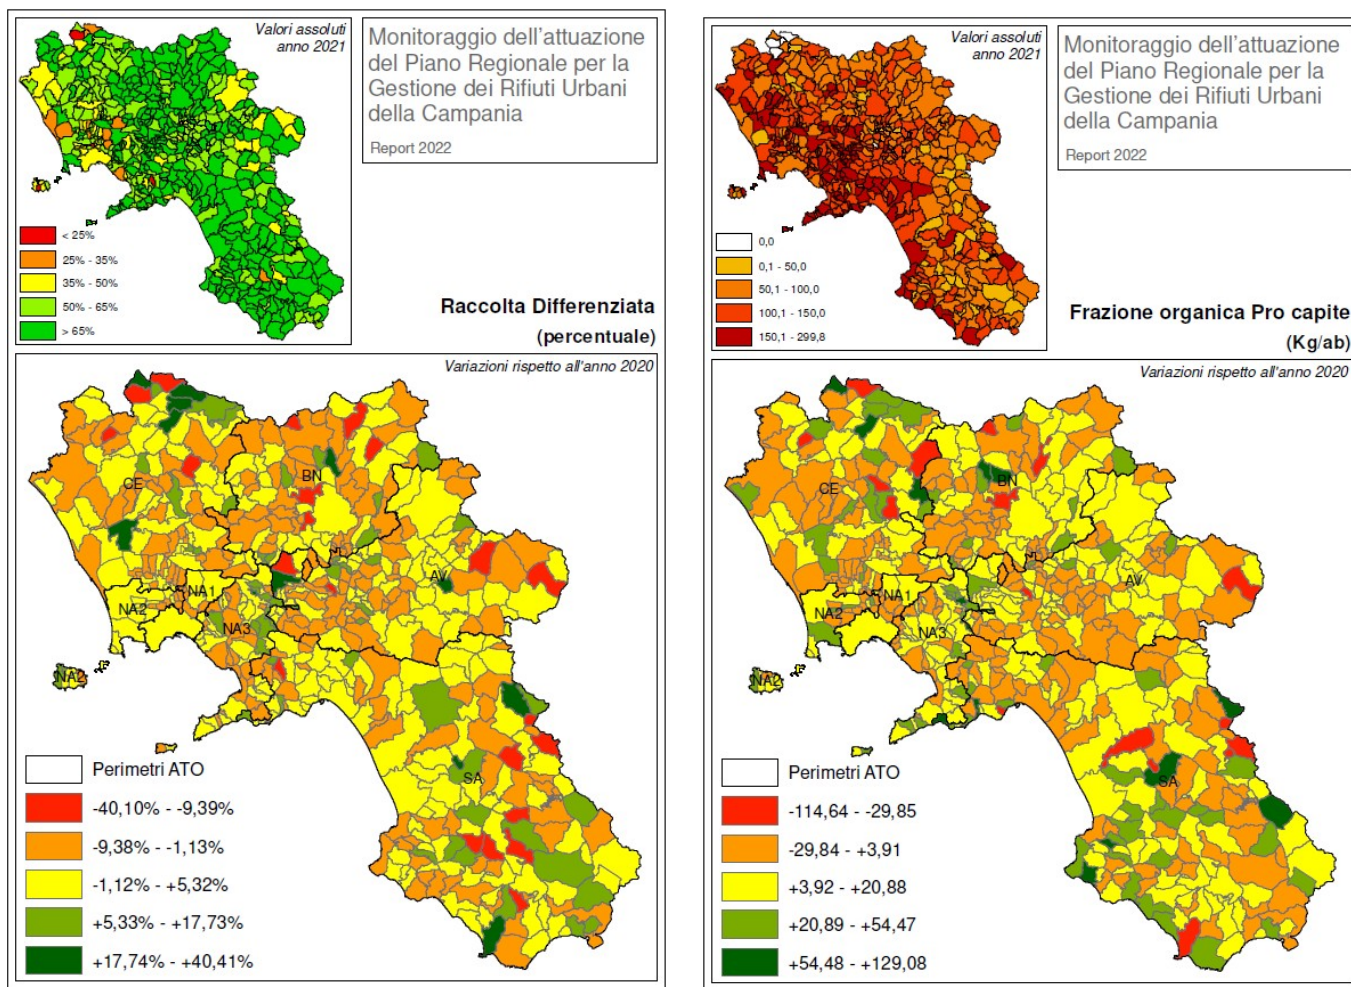 Valori assoluti
anno 2021
Monitoraggio dell'attuazione
del Piano Regionale per la
Gestione dei Rifiuti Urbani
della Campania
Report 2022
< 25%
25% - 35%
35% - 50%
50% - 65%
> 65%
Raccolta Differenziata
(percentuale)
Variazioni rispetto all'anno 2020
BN
CE
AV
NA1
NA2
NA3
NA2
SA
Perimetri ATO
-40,10% - -9,39%
-9,38% - -1,13%
-1,12% - +5,32%
+5,33% - +17,73%
+17,74% - +40,41%
Valori assoluti
anno 2021
Monitoraggio dell'attuazione
del Piano Regionale per la
Gestione dei Rifiuti Urbani
della Campania
Report 2022
0,0
0,1 - 50,0
50,1 - 100,0
100,1 - 150,0
150,1 - 299,8
Frazione organica Pro capite
(Kg/ab)
Variazioni rispetto all'anno 2020
BN
CE
AV
NA1
NA2
NA3
NA2
SA
Perimetri ATO
-114,64 - -29,85
-29,84 - +3,91
+3,92 - +20,88
+20,89 - +54,47
+54,48 - +129,08